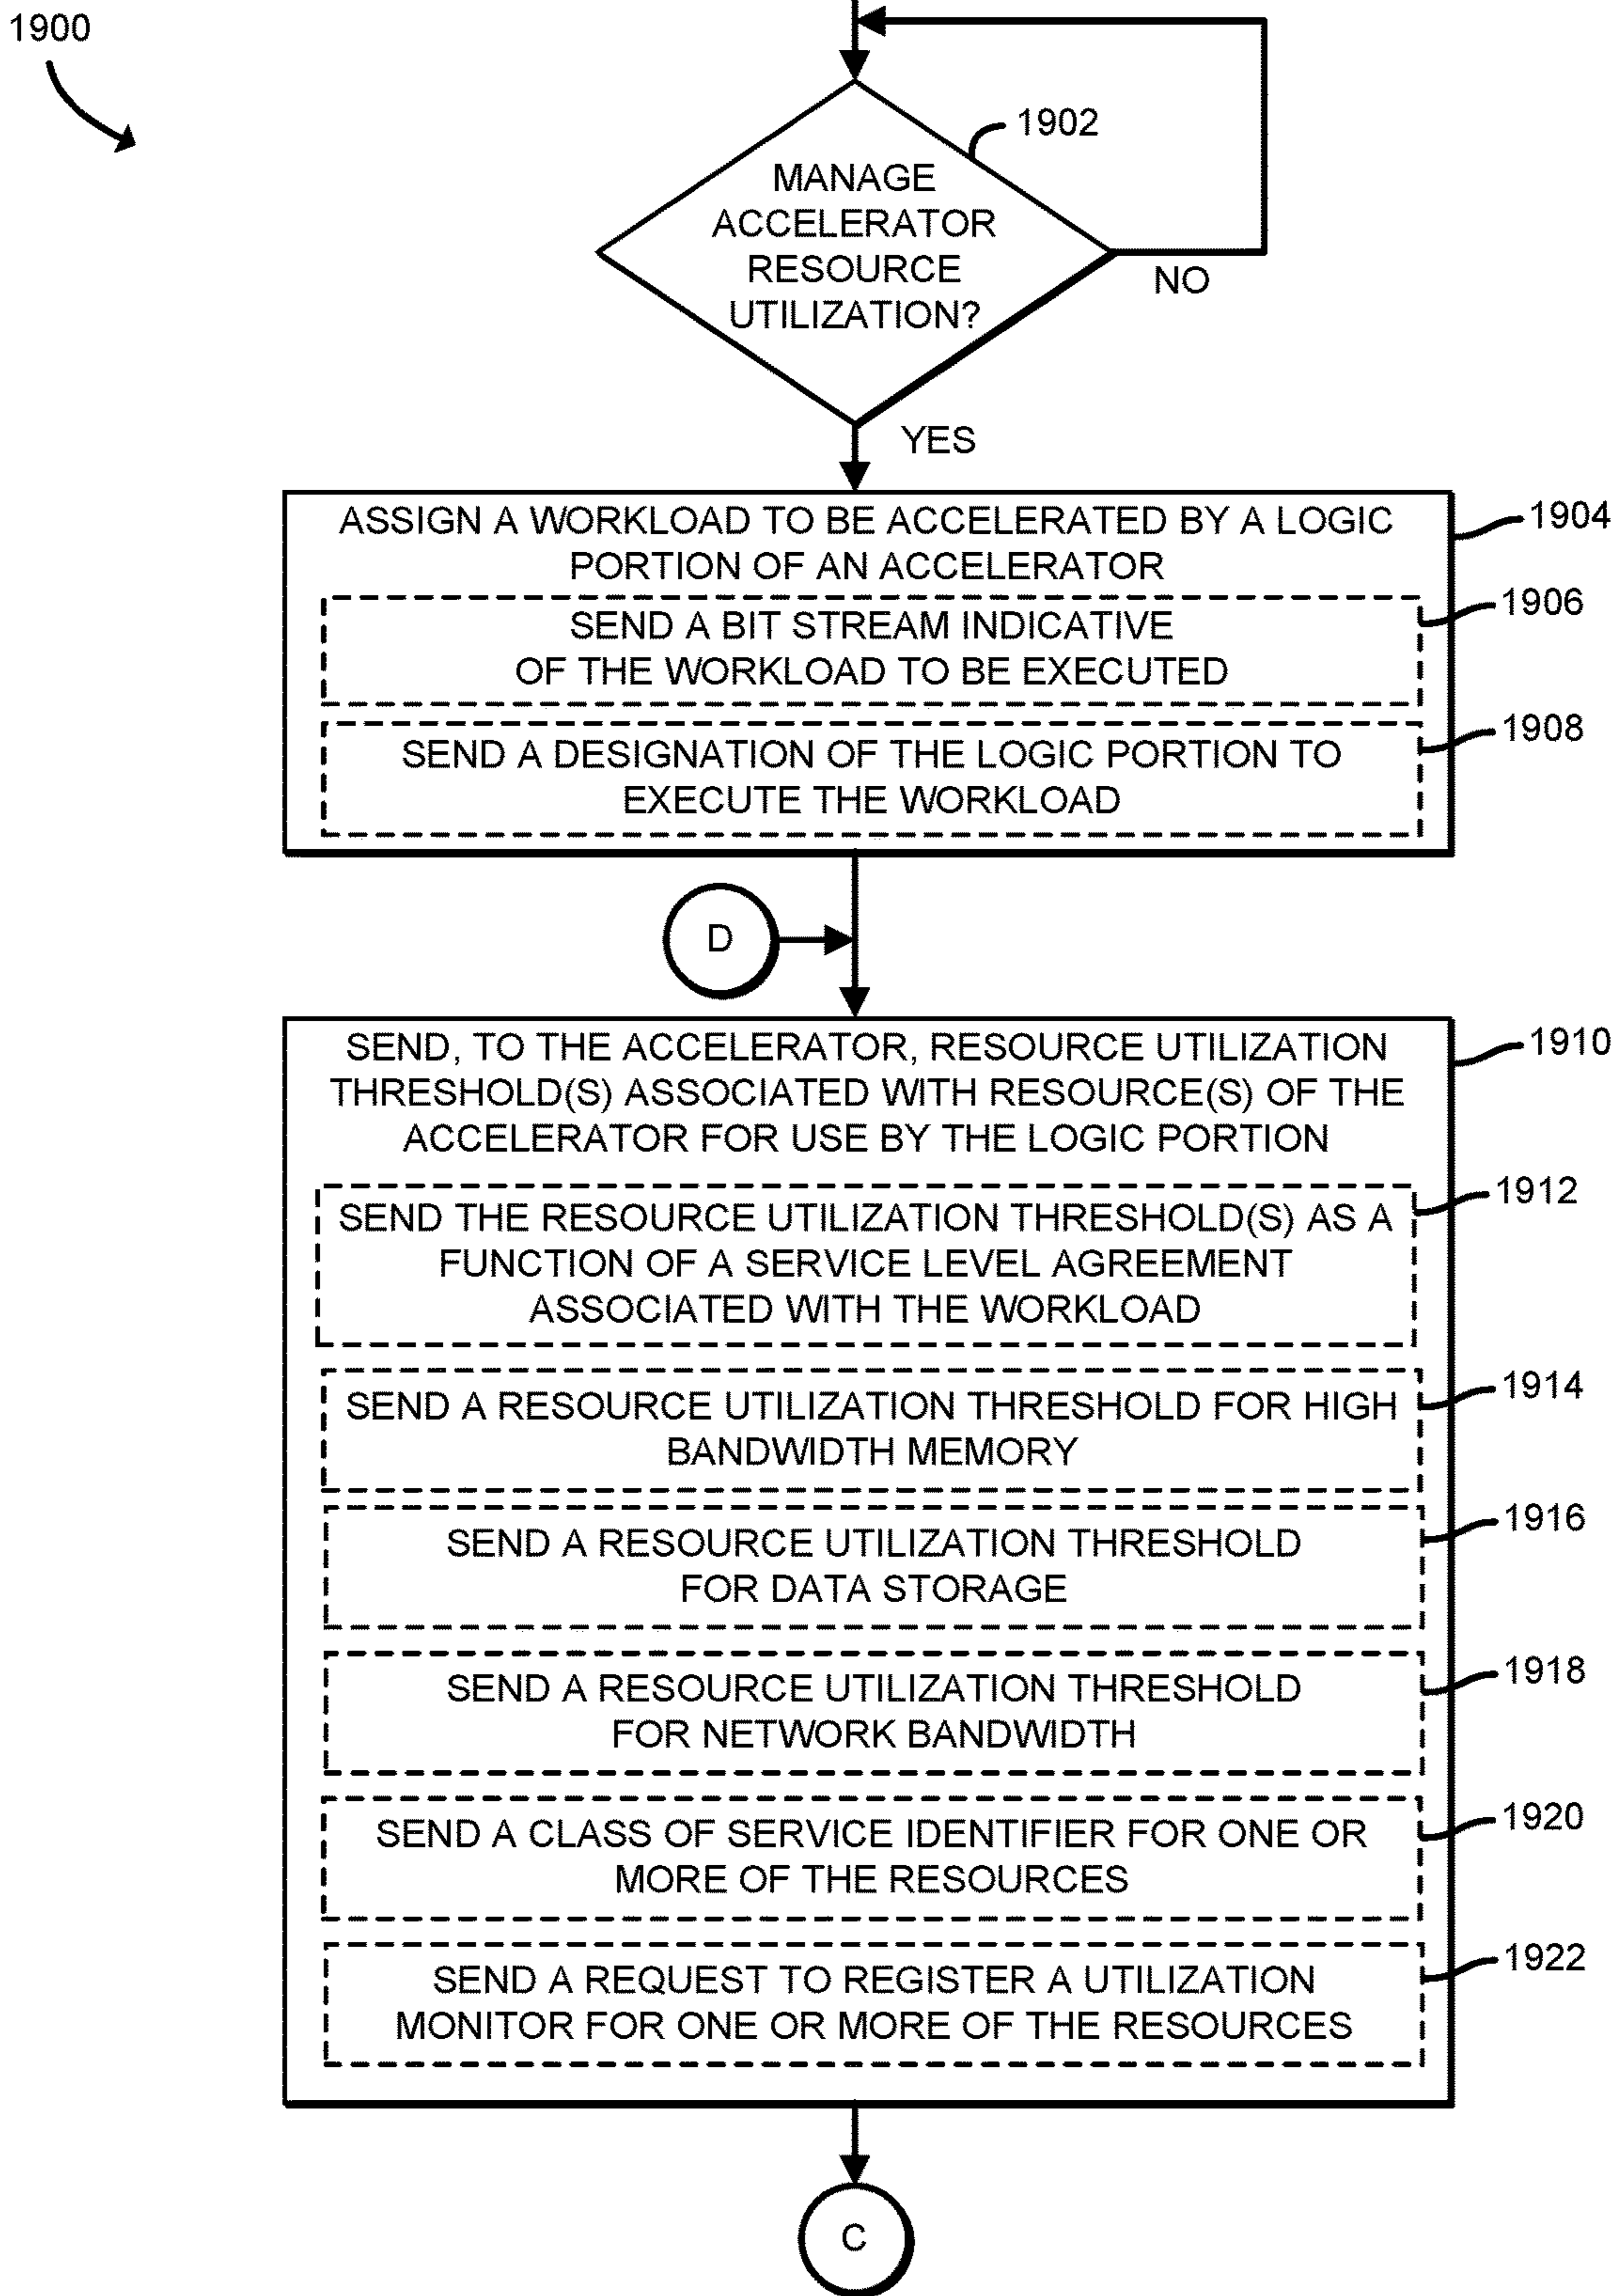 1900
1902
MANAGE
ACCELERATOR
RESOURCE
UTILIZATION?
NO
YES
ASSIGN A WORKLOAD TO BE ACCELERATED BY A LOGIC
PORTION OF AN ACCELERATOR
1904
SEND A BIT STREAM INDICATIVE
OF THE WORKLOAD TO BE EXECUTED
1906
SEND A DESIGNATION OF THE LOGIC PORTION TO
EXECUTE THE WORKLOAD
1908
D
SEND, TO THE ACCELERATOR, RESOURCE UTILIZATION
THRESHOLD(S) ASSOCIATED WITH RESOURCE(S) OF THE
ACCELERATOR FOR USE BY THE LOGIC PORTION
1910
SEND THE RESOURCE UTILIZATION THRESHOLD(S) AS A
FUNCTION OF A SERVICE LEVEL AGREEMENT
ASSOCIATED WITH THE WORKLOAD
1912
SEND A RESOURCE UTILIZATION THRESHOLD FOR HIGH
BANDWIDTH MEMORY
1914
SEND A RESOURCE UTILIZATION THRESHOLD
FOR DATA STORAGE
1916
SEND A RESOURCE UTILIZATION THRESHOLD
FOR NETWORK BANDWIDTH
1918
SEND A CLASS OF SERVICE IDENTIFIER FOR ONE OR
MORE OF THE RESOURCES
1920
SEND A REQUEST TO REGISTER A UTILIZATION
MONITOR FOR ONE OR MORE OF THE RESOURCES
1922
C